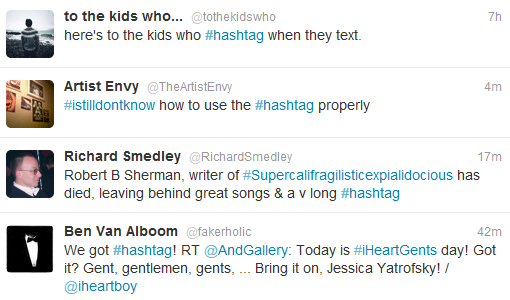 to the kids who... @tothekidswho 7h
here's to the kids who #hashtag when they text.
Artist Envy @TheArtistEnvy 4m
#istilldontknow how to use the #hashtag properly
Richard Smedley @RichardSmedley 17m
Robert B Sherman, writer of #Supercalifragilisticexpialidocious has
died, leaving behind great songs & a v long #hashtag
Ben Van Alboom @fakerholic 42m
We got #hashtag! RT @AndGallery: Today is #iHeartGents day! Got
it? Gent, gentlemen, gents, ... Bring it on, Jessica Yatrofsky! /
@iheartboy